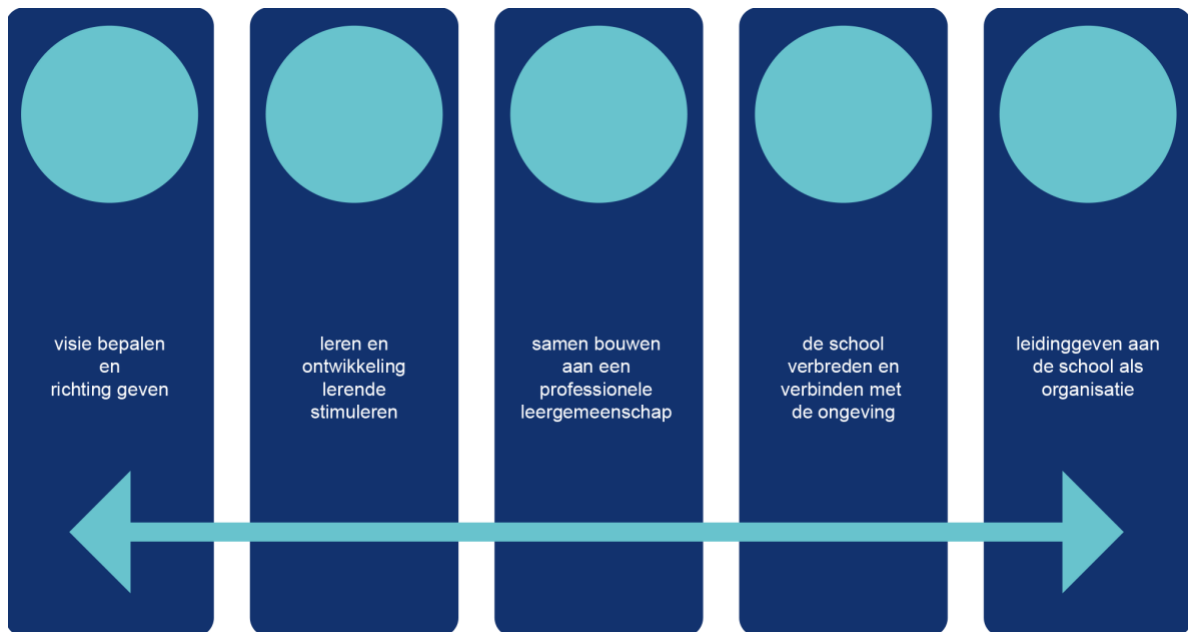 visie bepalen
en
richting geven
leren en
ontwikkeling
lerende
stimuleren
samen bouwen
aan een
professionele
leergemeenschap
de school
verbreden en
verbinden met
de ongeving
leidinggeven aan
de school als
organisatie